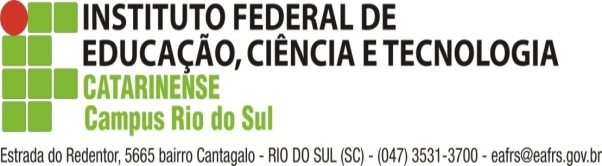 INSTITUTO FEDERAL DE
EDUCAÇÃO, CIÊNCIA E TECNOLOGIA
CATARINENSE
Campus Rio do Sul
Estrada do Redentor, 5665 bairro Cantagalo - RIO DO SUL (SC) - (047) 3531-3700 - eafrs@eafrs.gov.br